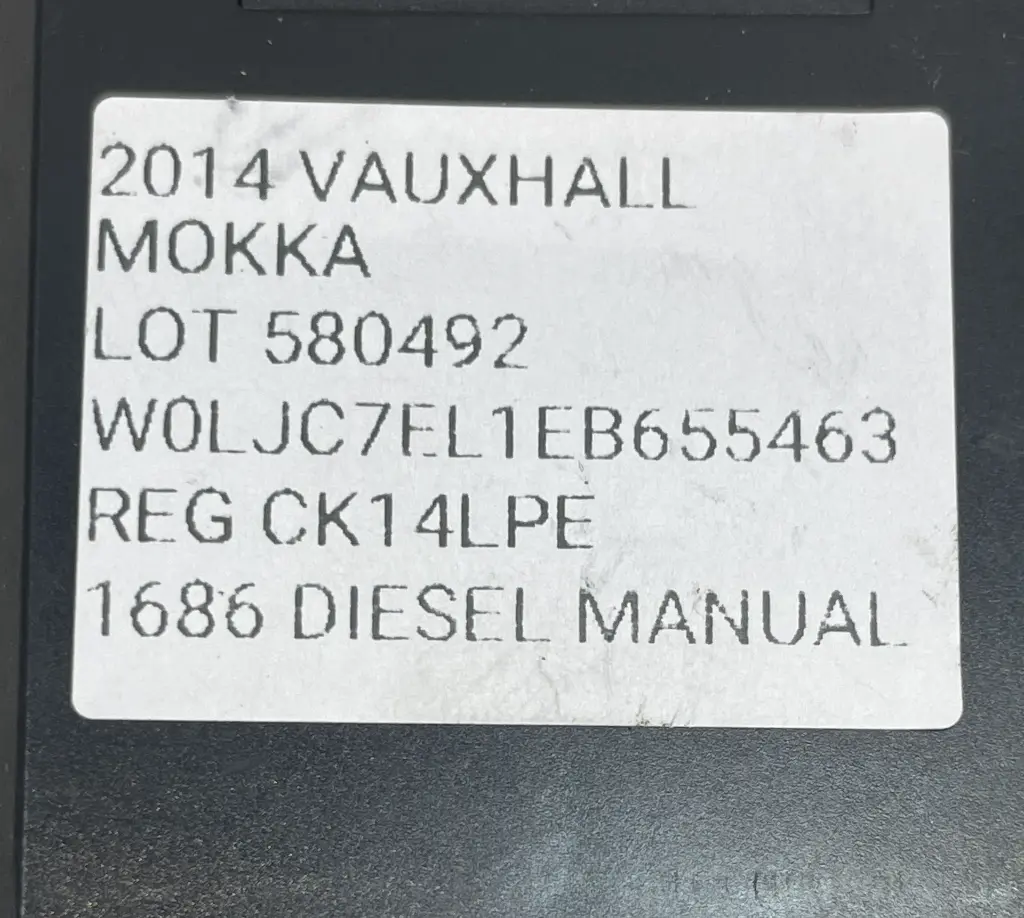 2014 VAUXHALL
MOKKA
LOT 580492
W0LJC7EL1EB655463
REG CK14LPE
1686 DIESEL MANUAL